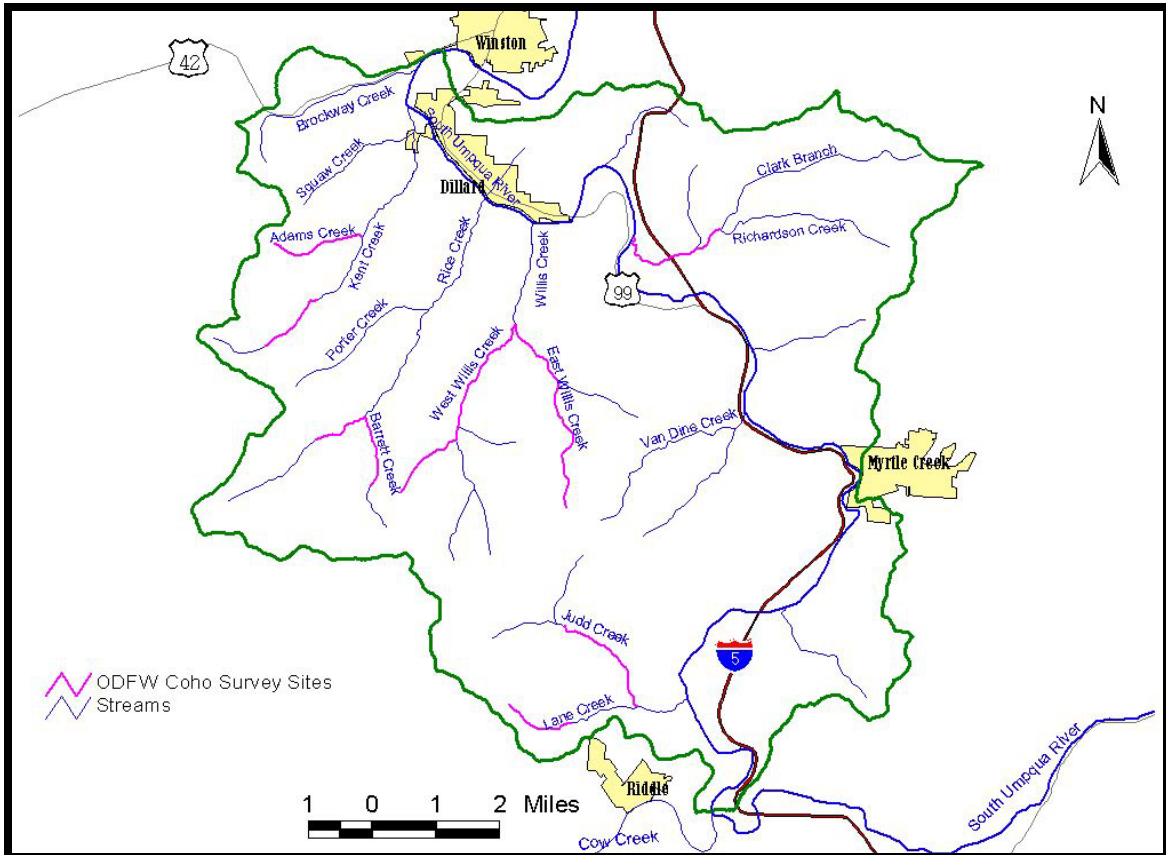 Winston
42
N
Brockway Creek
South Umpqua River
Squaw Creek
Clark Branch
Dillard
Adams Creek
Richardson Creek
Kent Creek
Rice Creek
Willis Creek
99
Porter Creek
West Willis Creek
East Willis Creek
Barrett Creek
Van Dine Creek
Myrtle Creek
Judd Creek
5
ODFW Coho Survey Sites
Streams
Lane Creek
Riddle
South Umpqua River
1 0 1 2 Miles
Cow Creek